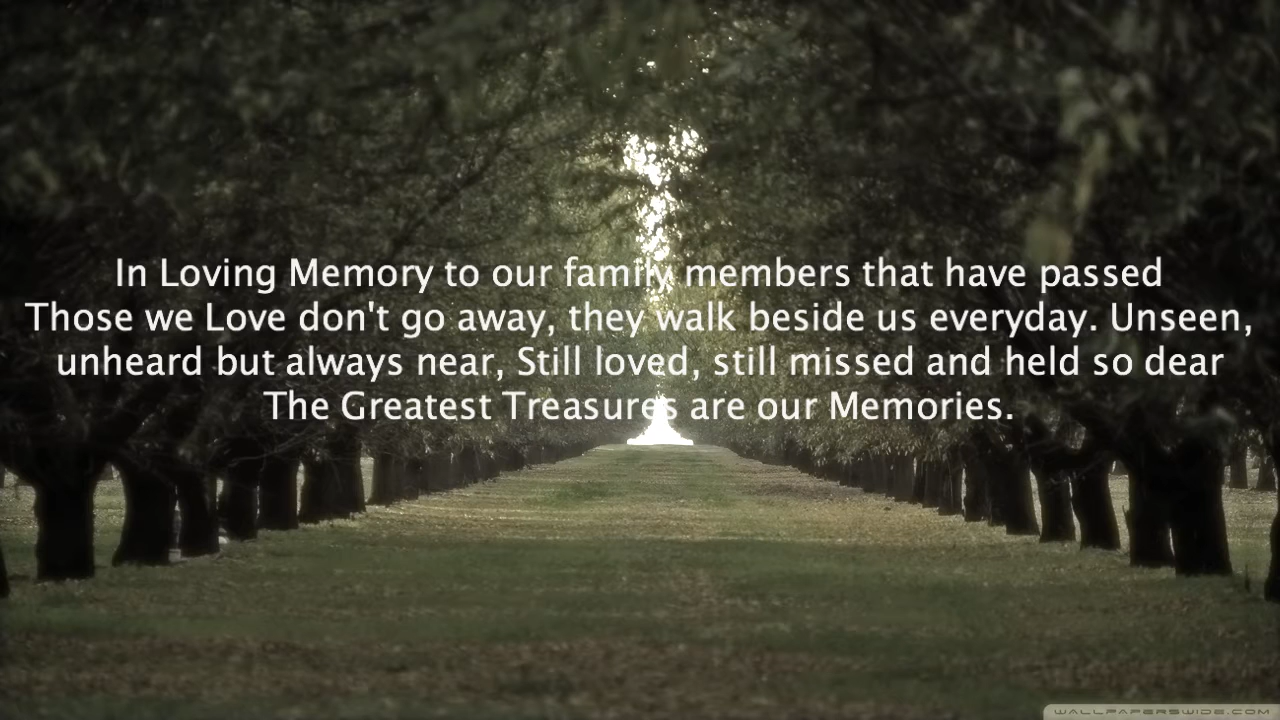 In Loving Memory to our family members that have passed
Those we Love don't go away, they walk beside us everyday. Unseen,
unheard but always near, Still loved, still missed and held so dear
The Greatest Treasures are our Memories.
WALLPAPERSWIDE.COM